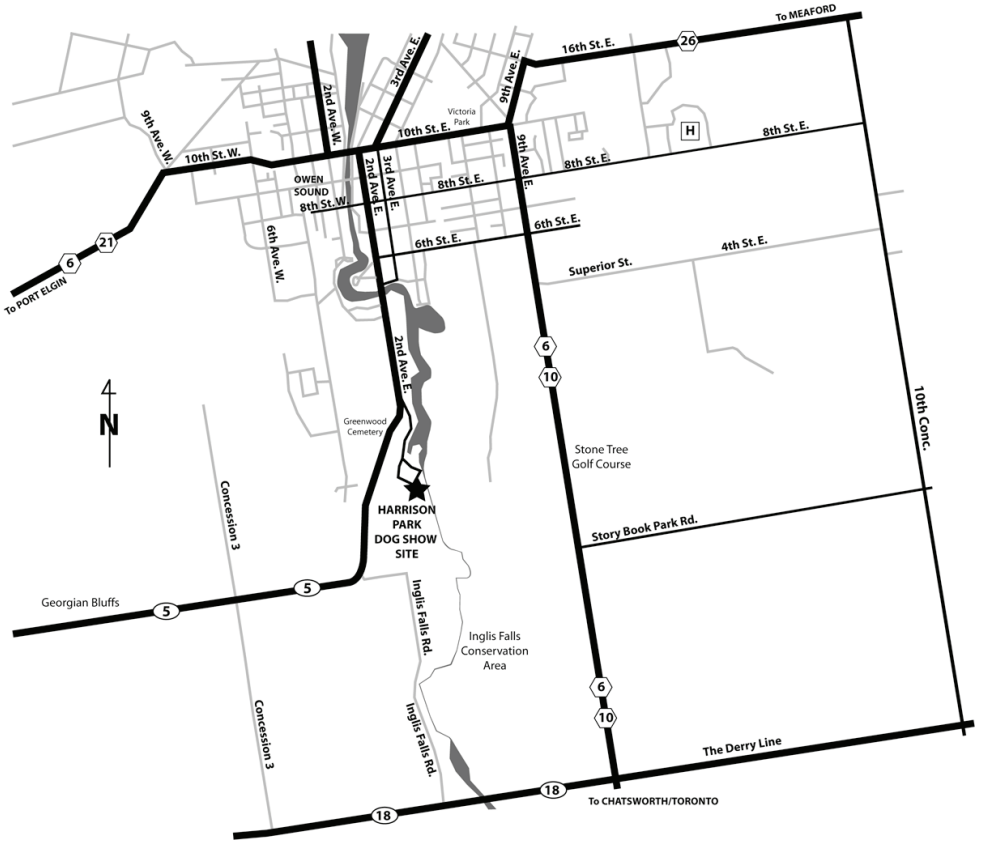 To MEAFORD
26
16th St. E.
3rd Ave. E.
9th Ave. E.
2nd Ave. W.
Victoria
Park
9th Ave. W.
10th St. E.
H
8th St. E.
10th St. W.
9th Ave. E.
8th St. E.
2nd Ave. E.
3rd Ave. E.
OWEN
SOUND
8th St. E.
8th St. W.
6th St. E.
6th Ave. W.
6th St. E.
4th St. E.
21
6
Superior St.
To PORT ELGIN
6
10
2nd Ave. E.
N
10th Conc.
Greenwood
Cemetery
Stone Tree
Golf Course
Concession 3
HARRISON
PARK
DOG SHOW
SITE
Story Book Park Rd.
5
Georgian Bluffs
5
Inglis Falls Rd.
Inglis Falls
Conservation
Area
6
10
Concession 3
Inglis Falls Rd.
The Derry Line
18
To CHATSWORTH/TORONTO
18